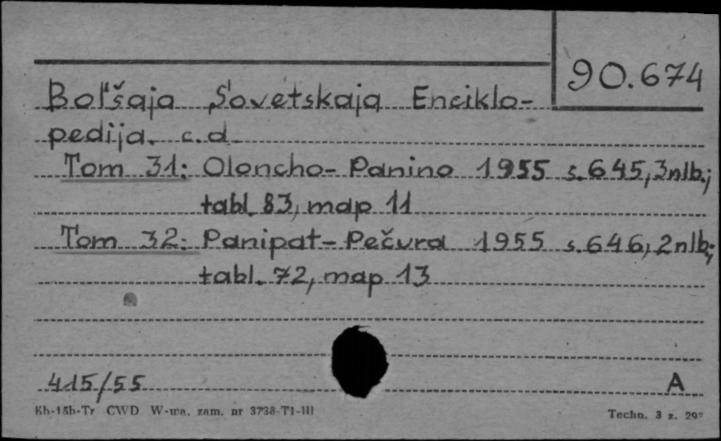 90.674
Bol'šaja Sovetskaja Enciklo-
pedija. c.d.
Tom 31: Oloncho-Panino 1955 s.645,3nlb.;
tabl. 83, map 11
Tom 32: Panipat-Pečura 1955 s.646,2nlb.;
tabl. 72, map 13
415/55 A
Kh-15b-Tr CWD W-wa. zam. nr 3738-T1-III Techn. 3 z. 297